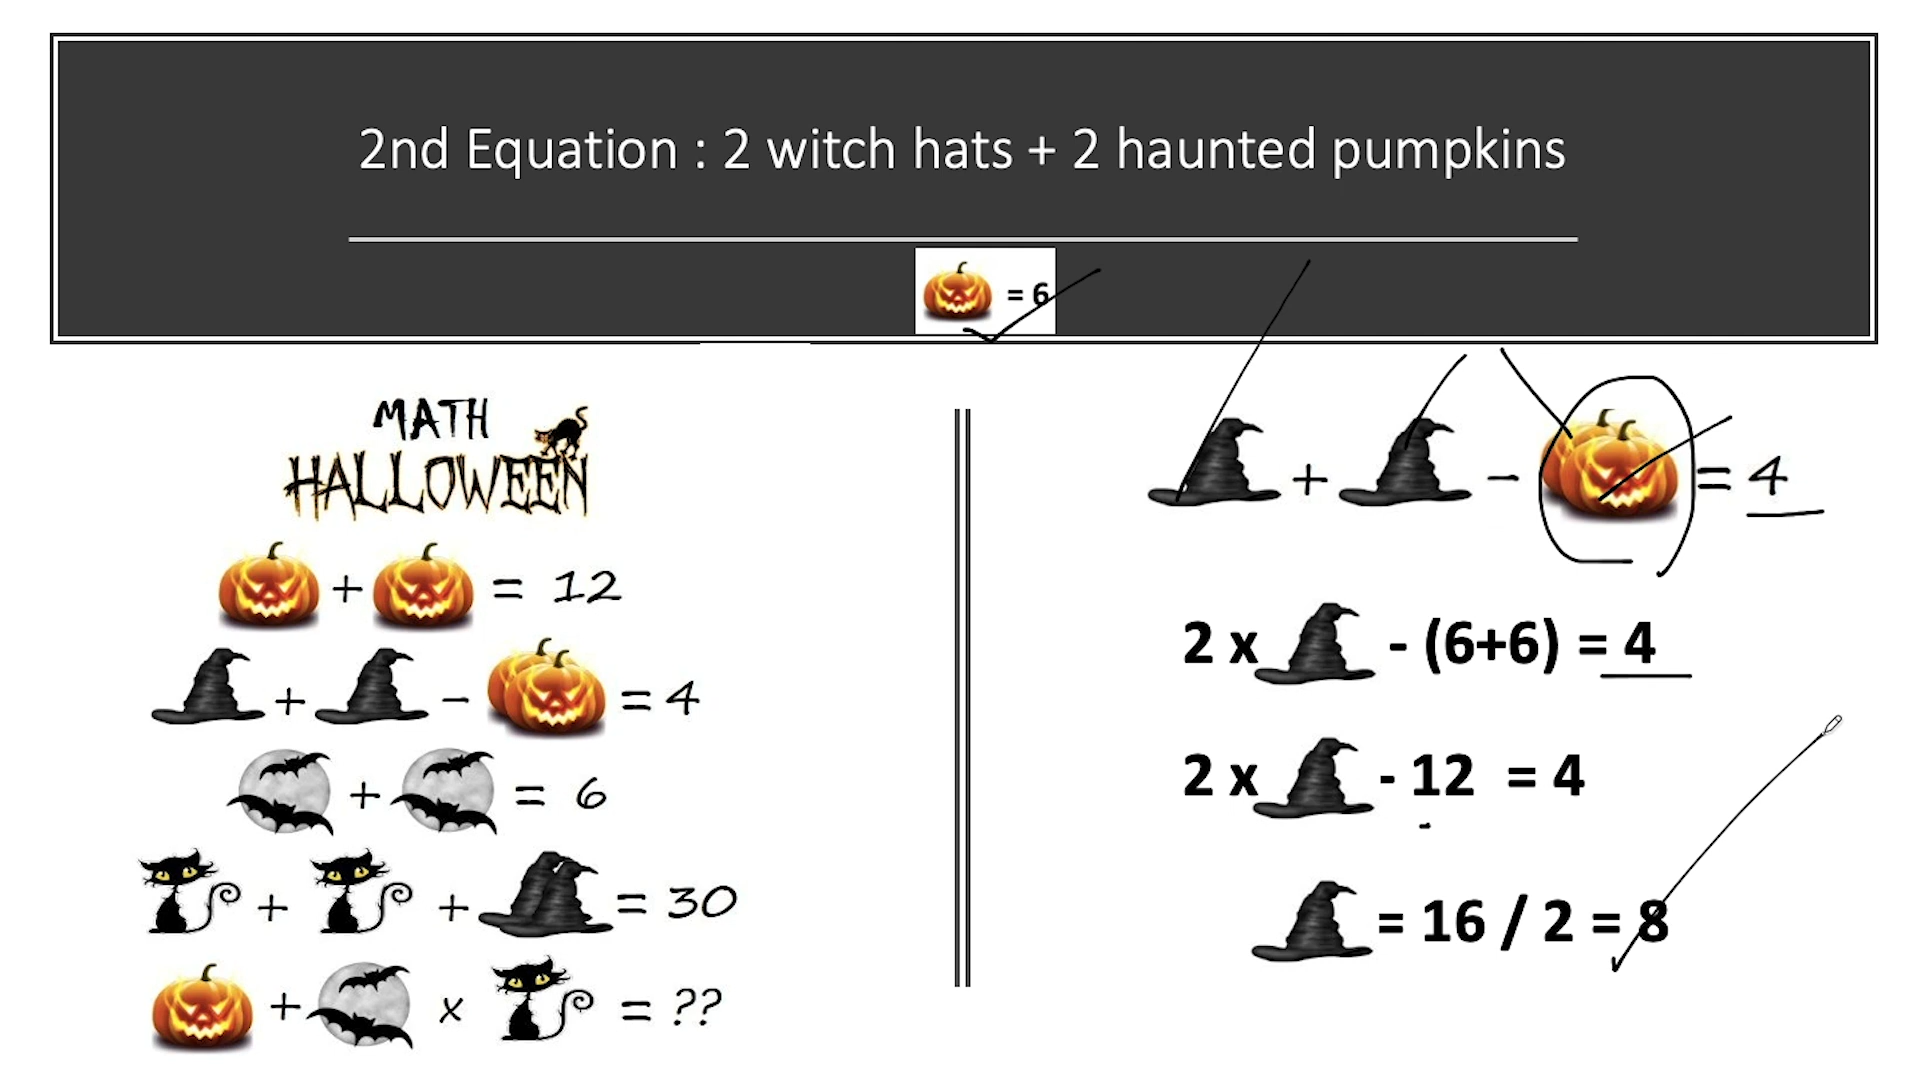 2nd Equation : 2 witch hats + 2 haunted pumpkins
= 6
MATH
HALLOWEEN
+ = 12
+ - = 4
+ = 6
+ + = 30
+ x = ??
+ - = 4
2 x - (6+6) = 4
2 x - 12 = 4
= 16 / 2 = 8